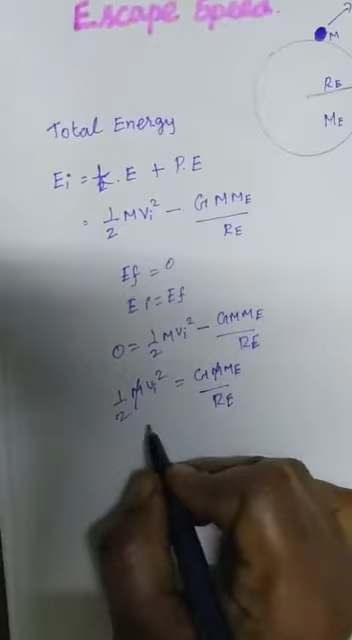 Escape Speed.
M
RE
ME
Total Energy
Ei = k.E + P.E
= 1/2 MVi² - GMME/RE
Ef = 0
Ei = Ef
0 = 1/2 MVi² - GMME/RE
1/2 MVi² = GMME/RE